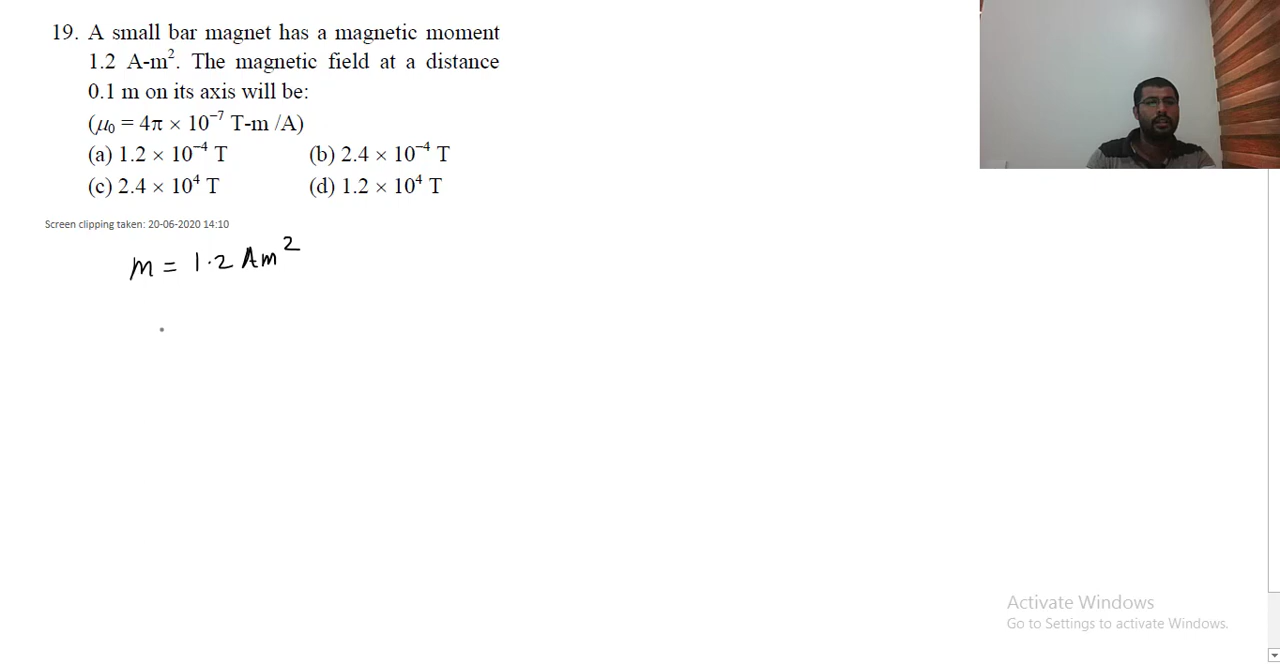 19. A small bar magnet has a magnetic moment
1.2 A-m². The magnetic field at a distance
0.1 m on its axis will be:
(μ₀ = 4π × 10⁻⁷ T-m /A)
(a) 1.2 × 10⁻⁴ T (b) 2.4 × 10⁻⁴ T
(c) 2.4 × 10⁴ T (d) 1.2 × 10⁴ T
Screen clipping taken: 20-06-2020 14:10
m = 1.2 Am²
Activate Windows
Go to Settings to activate Windows.